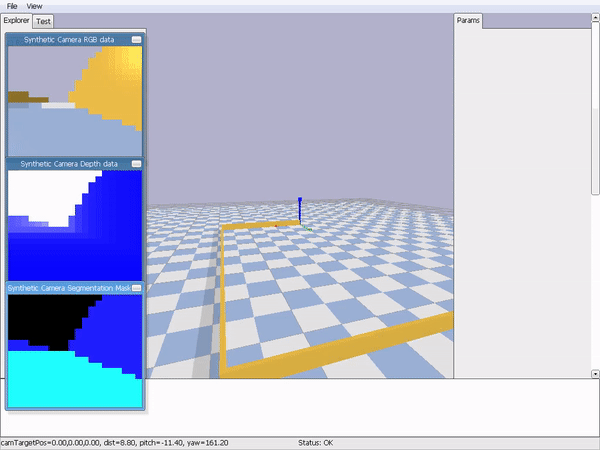 File View
Explorer Test Params
Synthetic Camera RGB data
Synthetic Camera Depth data
Synthetic Camera Segmentation Mask
camTargetPos=0.00,0.00,0.00, dist=8.80, pitch=-11.40, yaw=161.20 Status: OK